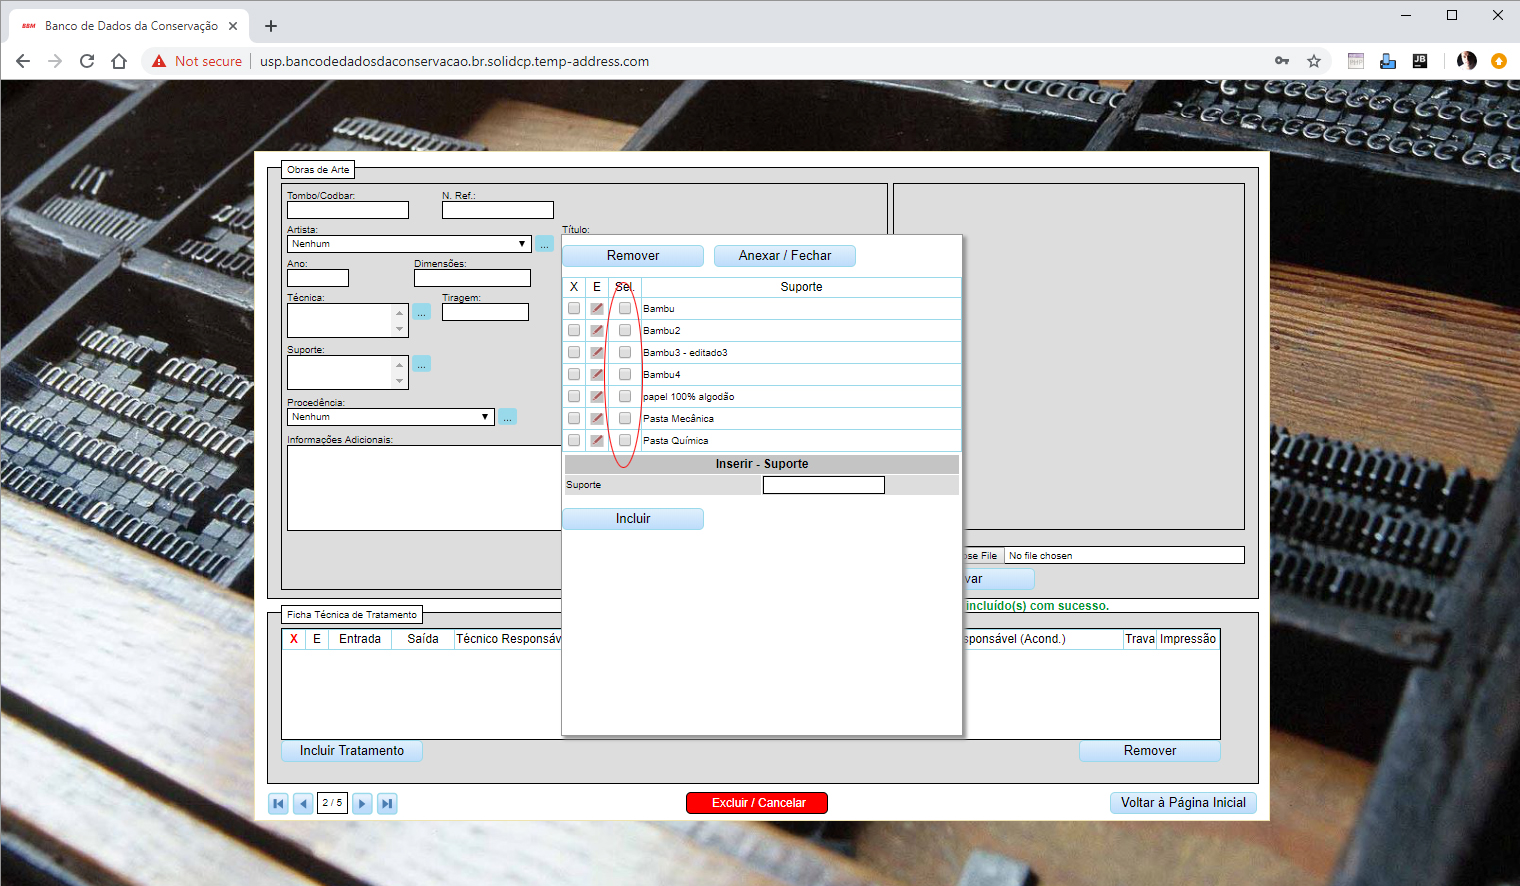 BBM Banco de Dados da Conservação
Not secure | usp.bancodedadosdaconservacao.br.solidcp.temp-address.com
JB
Obras de Arte
Tombo/Codbar:
N. Ref.:
Artista:
Título:
Nenhum
...
Ano:
Dimensões:
Técnica:
Tiragem:
...
Suporte:
...
Procedência:
Nenhum
...
Informações Adicionais:
Remover
Anexar / Fechar
X E Sel. Suporte
Bambu
Bambu2
Bambu3 - editado3
Bambu4
papel 100% algodão
Pasta Mecânica
Pasta Química
Inserir - Suporte
Suporte
Incluir
ose File No file chosen
var
incluído(s) com sucesso.
Ficha Técnica de Tratamento
X E Entrada Saída Técnico Responsáv
sponsável (Acond.) Trava Impressão
Incluir Tratamento
Remover
2 / 5
Excluir / Cancelar
Voltar à Página Inicial